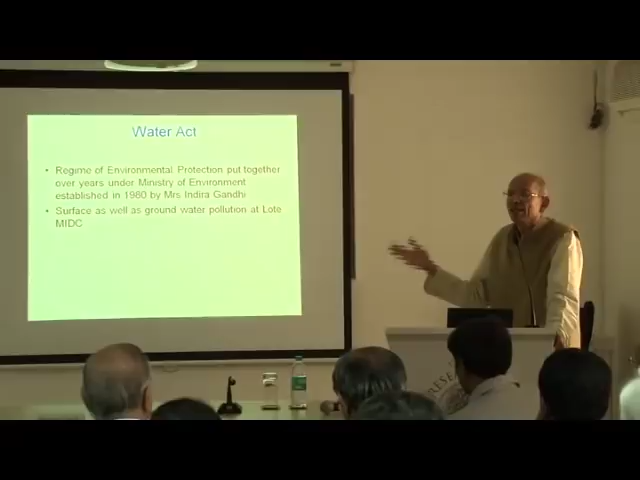 Water Act
• Regime of Environmental Protection put together
over years under Ministry of Environment
established in 1980 by Mrs Indira Gandhi
• Surface as well as ground water pollution at Lote
MIDC